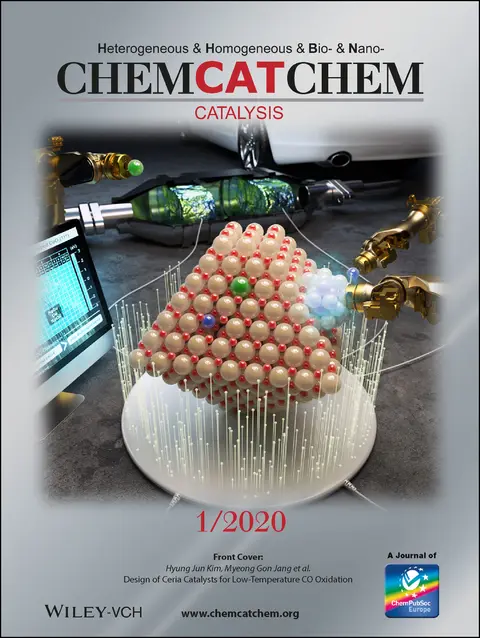 Heterogeneous & Homogeneous & Bio- & Nano-
CHEMCATCHEM
CATALYSIS
1/2020
Front Cover:
Hyung Jun Kim, Myeong Gon Jang et al.
Design of Ceria Catalysts for Low-Temperature CO Oxidation
A Journal of
ChemPubSoc
Europe
WILEY-VCH
www.chemcatchem.org